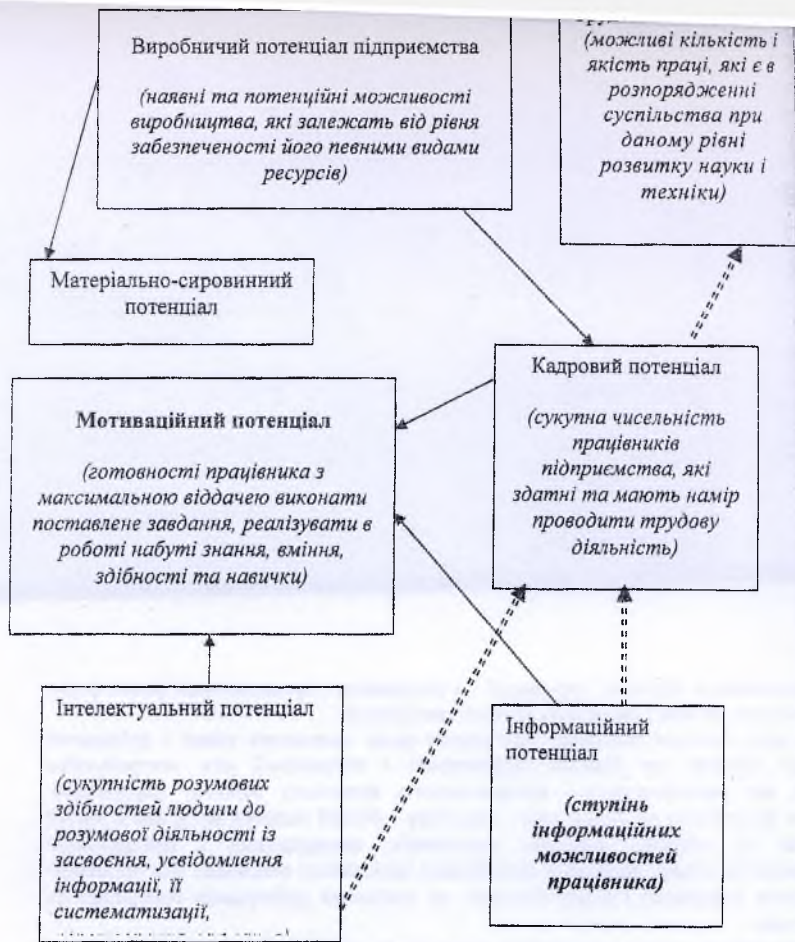 Виробничий потенціал підприємства
(наявні та потенційні можливості
виробництва, які залежать від рівня
забезпеченості його певними видами
ресурсів)
(можливі кількість і
якість праці, які є в
розпорядженні
суспільства при
даному рівні
розвитку науки і
техніки)
Матеріально-сировинний
потенціал
Кадровий потенціал
(сукупна чисельність
працівників
підприємства, які
здатні та мають намір
проводити трудову
діяльність)
Мотиваційний потенціал
(готовності працівника з
максимальною віддачею виконати
поставлене завдання, реалізувати в
роботі набуті знання, вміння,
здібності та навички)
Інтелектуальний потенціал
(сукутність розумових
здібностей людини до
розумової діяльності із
засвоєння, усвідомлення
інформації, її
систематизації,
Інформаційний
потенціал
(ступінь
інформаційних
можливостей
працівника)